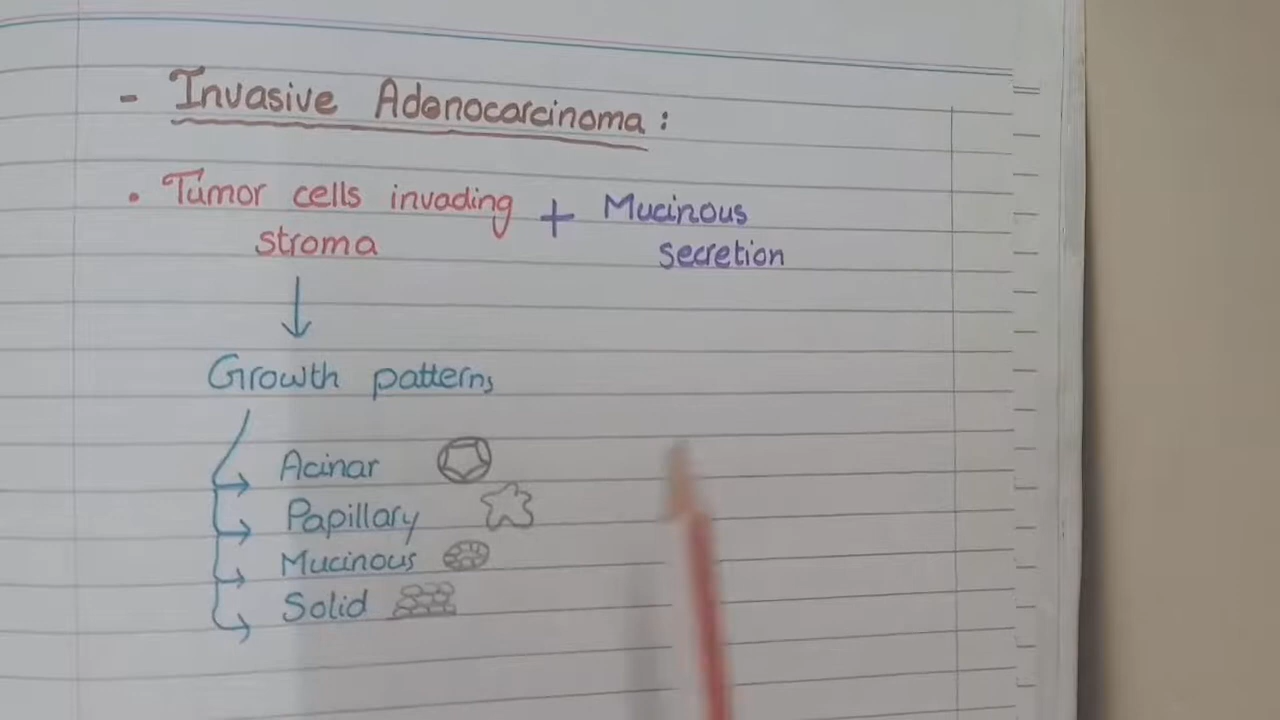 - Invasive Adenocarcinoma:
• Tumor cells invading + Mucinous
stroma secretion
Growth patterns
Acinar
Papillary
Mucinous
Solid